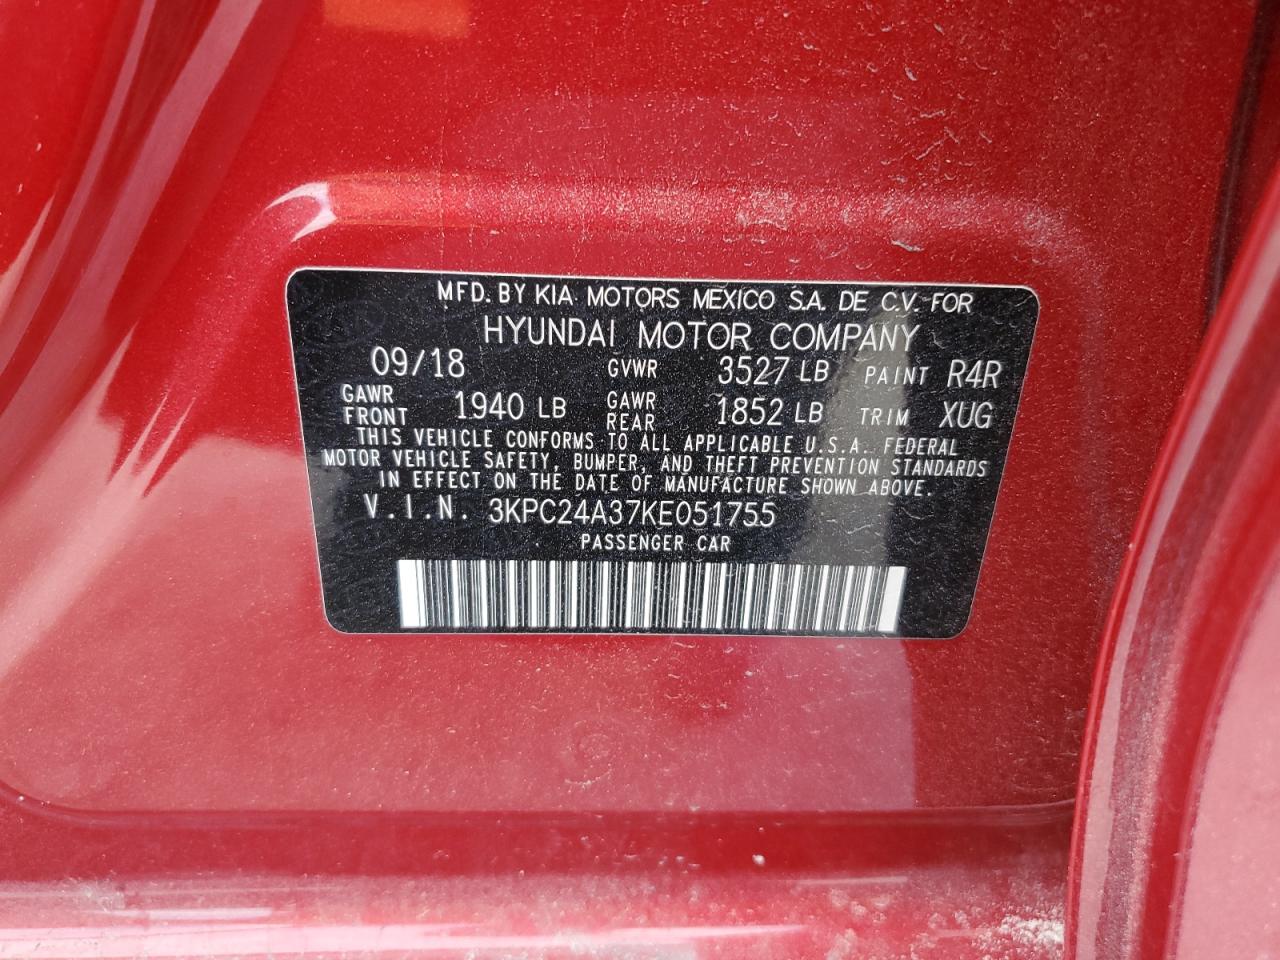 MFD. BY KIA MOTORS MEXICO S.A. DE C.V. FOR
HYUNDAI MOTOR COMPANY
09/18 GVWR 3527 LB PAINT R4R
GAWR FRONT 1940 LB GAWR REAR 1852 LB TRIM XUG
THIS VEHICLE CONFORMS TO ALL APPLICABLE U.S.A. FEDERAL
MOTOR VEHICLE SAFETY, BUMPER, AND THEFT PREVENTION STANDARDS
IN EFFECT ON THE DATE OF MANUFACTURE SHOWN ABOVE.
V.I.N. 3KPC24A37KE051755
PASSENGER CAR